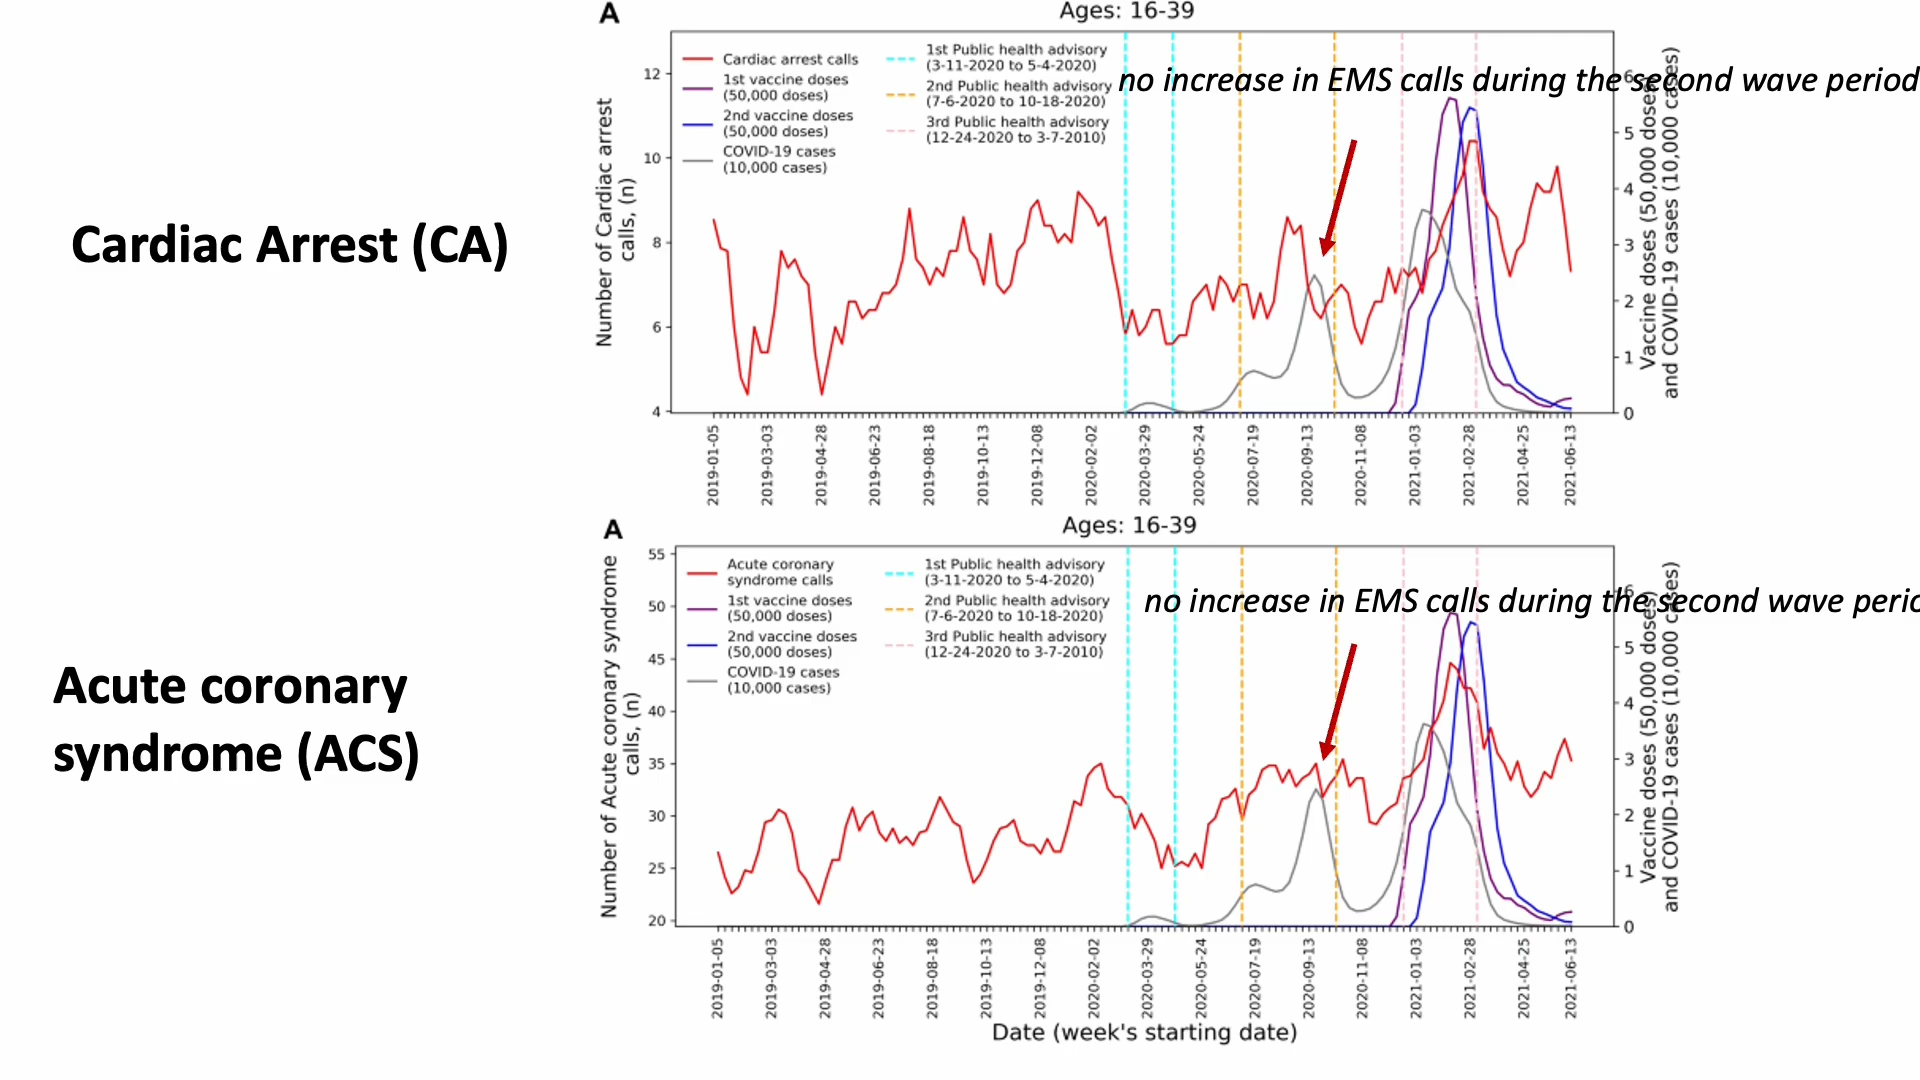 A
Ages: 16-39
Cardiac arrest calls
1st vaccine doses
(50,000 doses)
2nd vaccine doses
(50,000 doses)
COVID-19 cases
(10,000 cases)
1st Public health advisory
(3-11-2020 to 5-4-2020)
2nd Public health advisory
(7-6-2020 to 10-18-2020)
3rd Public health advisory
(12-24-2020 to 3-7-2010)
no increase in EMS calls during the second wave period
Cardiac Arrest (CA)
Number of Cardiac arrest
calls, (n)
12
10
8
6
4
6
5
4
3
2
1
0
Vaccine doses (50,000 doses)
and COVID-19 cases (10,000 cases)
2019-01-05
2019-03-03
2019-04-28
2019-06-23
2019-08-18
2019-10-13
2019-12-08
2020-02-02
2020-03-29
2020-05-24
2020-07-19
2020-09-13
2020-11-08
2021-01-03
2021-02-28
2021-04-25
2021-06-13
A
Ages: 16-39
Acute coronary
syndrome calls
1st vaccine doses
(50,000 doses)
2nd vaccine doses
(50,000 doses)
COVID-19 cases
(10,000 cases)
1st Public health advisory
(3-11-2020 to 5-4-2020)
2nd Public health advisory
(7-6-2020 to 10-18-2020)
3rd Public health advisory
(12-24-2020 to 3-7-2010)
no increase in EMS calls during the second wave perio
Acute coronary
syndrome (ACS)
Number of Acute coronary syndrome
calls, (n)
55
50
45
40
35
30
25
20
6
5
4
3
2
1
0
Vaccine doses (50,000 doses)
and COVID-19 cases (10,000 cases)
2019-01-05
2019-03-03
2019-04-28
2019-06-23
2019-08-18
2019-10-13
2019-12-08
2020-02-02
2020-03-29
2020-05-24
2020-07-19
2020-09-13
2020-11-08
2021-01-03
2021-02-28
2021-04-25
2021-06-13
Date (week's starting date)